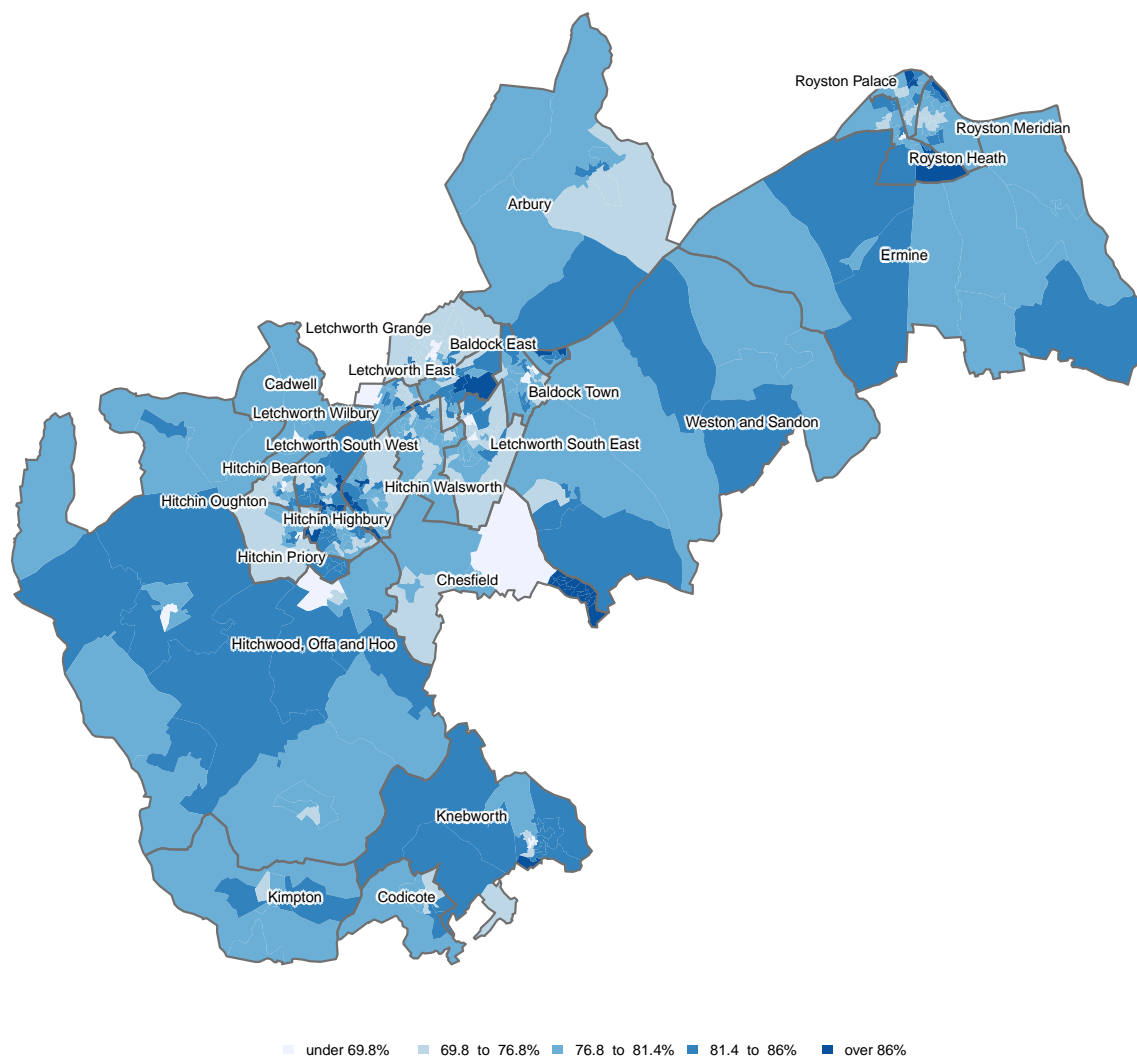 Royston Palace
Royston Meridian
Royston Heath
Arbury
Ermine
Letchworth Grange
Baldock East
Letchworth East
Cadwell
Baldock Town
Letchworth Wilbury
Weston and Sandon
Letchworth South West
Letchworth South East
Hitchin Bearton
Hitchin Walsworth
Hitchin Oughton
Hitchin Highbury
Hitchin Priory
Chesfield
Hitchwood, Offa and Hoo
Knebworth
Kimpton
Codicote
under 69.8%
69.8 to 76.8%
76.8 to 81.4%
81.4 to 86%
over 86%